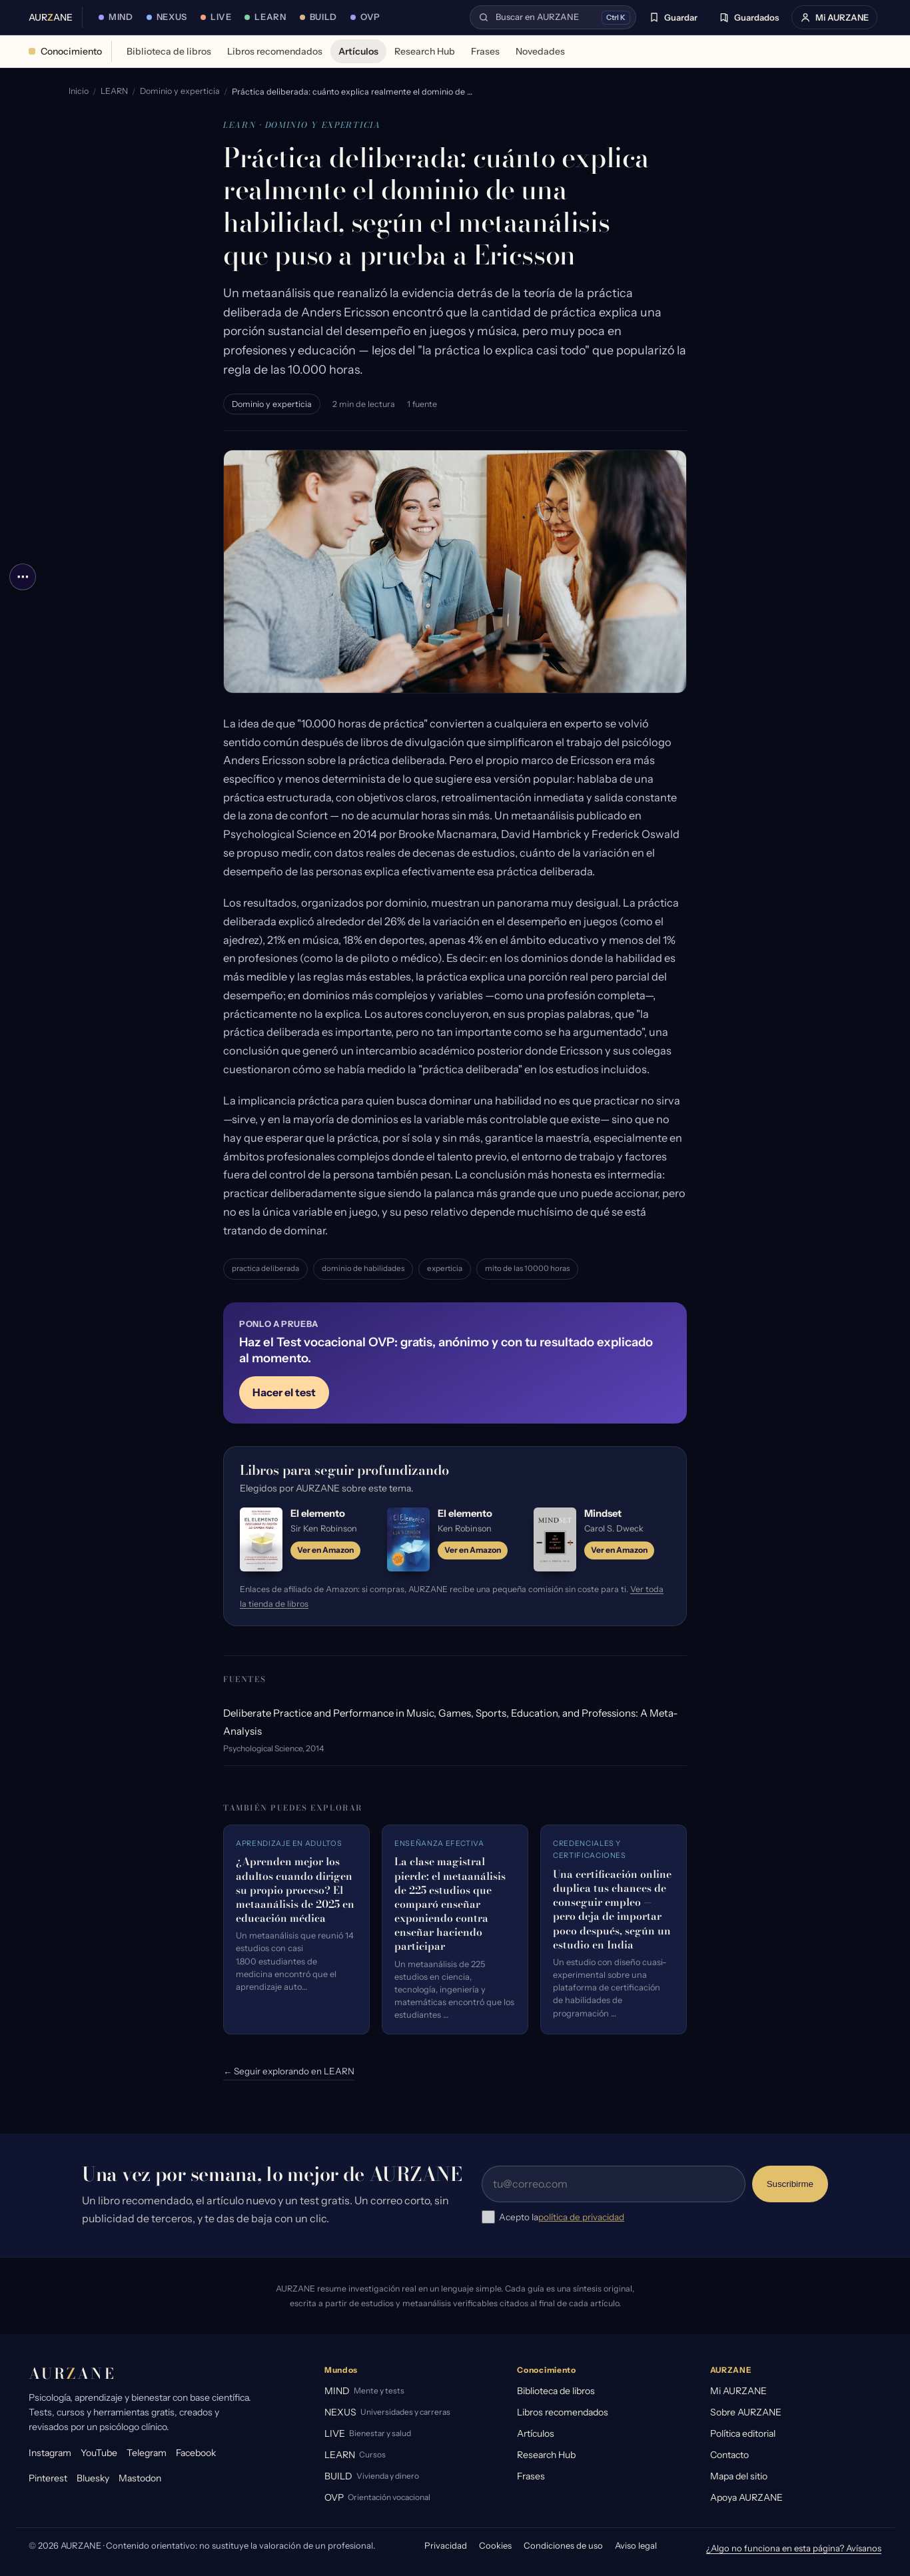 AURZANE
MIND NEXUS LIVE LEARN BUILD OVP
Buscar en AURZANE Ctrl K
Guardar
Guardados
Mi AURZANE
Conocimiento
Biblioteca de libros Libros recomendados Artículos Research Hub Frases Novedades
Inicio / LEARN / Dominio y experticia / Práctica deliberada: cuánto explica realmente el dominio de …
LEARN · DOMINIO Y EXPERTICIA
Práctica deliberada: cuánto explica
realmente el dominio de una
habilidad, según el metaanálisis
que puso a prueba a Ericsson
Un metaanálisis que reanalizó la evidencia detrás de la teoría de la práctica
deliberada de Anders Ericsson encontró que la cantidad de práctica explica una
porción sustancial del desempeño en juegos y música, pero muy poca en
profesiones y educación — lejos del "la práctica lo explica casi todo" que popularizó la
regla de las 10.000 horas.
Dominio y experticia 2 min de lectura 1 fuente
La idea de que "10.000 horas de práctica" convierten a cualquiera en experto se volvió
sentido común después de libros de divulgación que simplificaron el trabajo del psicólogo
Anders Ericsson sobre la práctica deliberada. Pero el propio marco de Ericsson era más
específico y menos determinista de lo que sugiere esa versión popular: hablaba de una
práctica estructurada, con objetivos claros, retroalimentación inmediata y salida constante
de la zona de confort — no de acumular horas sin más. Un metaanálisis publicado en
Psychological Science en 2014 por Brooke Macnamara, David Hambrick y Frederick Oswald
se propuso medir, con datos reales de decenas de estudios, cuánto de la variación en el
desempeño de las personas explica efectivamente esa práctica deliberada.
Los resultados, organizados por dominio, muestran un panorama muy desigual. La práctica
deliberada explicó alrededor del 26% de la variación en el desempeño en juegos (como el
ajedrez), 21% en música, 18% en deportes, apenas 4% en el ámbito educativo y menos del 1%
en profesiones (como la de piloto o médico). Es decir: en los dominios donde la habilidad es
más medible y las reglas más estables, la práctica explica una porción real pero parcial del
desempeño; en dominios más complejos y variables —como una profesión completa—,
prácticamente no la explica. Los autores concluyeron, en sus propias palabras, que "la
práctica deliberada es importante, pero no tan importante como se ha argumentado", una
conclusión que generó un intercambio académico posterior donde Ericsson y sus colegas
cuestionaron cómo se había medido la "práctica deliberada" en los estudios incluidos.
La implicancia práctica para quien busca dominar una habilidad no es que practicar no sirva
—sirve, y en la mayoría de dominios es la variable más controlable que existe— sino que no
hay que esperar que la práctica, por sí sola y sin más, garantice la maestría, especialmente en
ámbitos profesionales complejos donde el talento previo, el entorno de trabajo y factores
fuera del control de la persona también pesan. La conclusión más honesta es intermedia:
practicar deliberadamente sigue siendo la palanca más grande que uno puede accionar, pero
no es la única variable en juego, y su peso relativo depende muchísimo de qué se está
tratando de dominar.
practica deliberada dominio de habilidades experticia mito de las 10000 horas
PONLO A PRUEBA
Haz el Test vocacional OVP: gratis, anónimo y con tu resultado explicado
al momento.
Hacer el test
Libros para seguir profundizando
Elegidos por AURZANE sobre este tema.
EL ELEMENTO
El elemento
Sir Ken Robinson
Ver en Amazon
El Elemento
El elemento
Ken Robinson
Ver en Amazon
MINDSET
Mindset
Carol S. Dweck
Ver en Amazon
Enlaces de afiliado de Amazon: si compras, AURZANE recibe una pequeña comisión sin coste para ti. Ver toda
la tienda de libros
FUENTES
Deliberate Practice and Performance in Music, Games, Sports, Education, and Professions: A Meta-
Analysis
Psychological Science, 2014
TAMBIÉN PUEDES EXPLORAR
APRENDIZAJE EN ADULTOS
¿Aprenden mejor los
adultos cuando dirigen
su propio proceso? El
metaanálisis de 2025 en
educación médica
Un metaanálisis que reunió 14
estudios con casi
1.800 estudiantes de
medicina encontró que el
aprendizaje auto…
ENSEÑANZA EFECTIVA
La clase magistral
pierde: el metaanálisis
de 225 estudios que
comparó enseñar
exponiendo contra
enseñar haciendo
participar
Un metaanálisis de 225
estudios en ciencia,
tecnología, ingeniería y
matemáticas encontró que los
estudiantes …
CREDENCIALES Y
CERTIFICACIONES
Una certificación online
duplica tus chances de
conseguir empleo —
pero deja de importar
poco después, según un
estudio en India
Un estudio con diseño cuasi-
experimental sobre una
plataforma de certificación
de habilidades de
programación …
← Seguir explorando en LEARN
Una vez por semana, lo mejor de AURZANE
Un libro recomendado, el artículo nuevo y un test gratis. Un correo corto, sin
publicidad de terceros, y te das de baja con un clic.
tu@correo.com
Suscribirme
Acepto la política de privacidad
AURZANE resume investigación real en un lenguaje simple. Cada guía es una síntesis original,
escrita a partir de estudios y metaanálisis verificables citados al final de cada artículo.
AURZANE
Psicología, aprendizaje y bienestar con base científica.
Tests, cursos y herramientas gratis, creados y
revisados por un psicólogo clínico.
Instagram YouTube Telegram Facebook
Pinterest Bluesky Mastodon
Mundos
MIND Mente y tests
NEXUS Universidades y carreras
LIVE Bienestar y salud
LEARN Cursos
BUILD Vivienda y dinero
OVP Orientación vocacional
Conocimiento
Biblioteca de libros
Libros recomendados
Artículos
Research Hub
Frases
AURZANE
Mi AURZANE
Sobre AURZANE
Política editorial
Contacto
Mapa del sitio
Apoya AURZANE
© 2026 AURZANE · Contenido orientativo: no sustituye la valoración de un profesional.
Privacidad Cookies Condiciones de uso Aviso legal
¿Algo no funciona en esta página? Avísanos